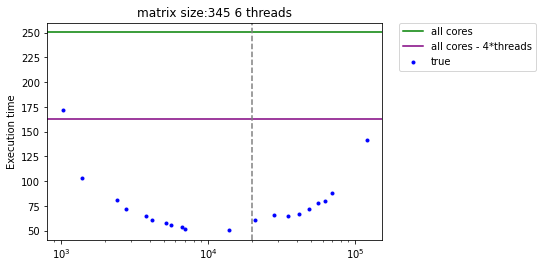 matrix size:345 6 threads
all cores
all cores - 4*threads
true
Execution time
250
225
200
175
150
125
100
75
50
10³
10⁴
10⁵